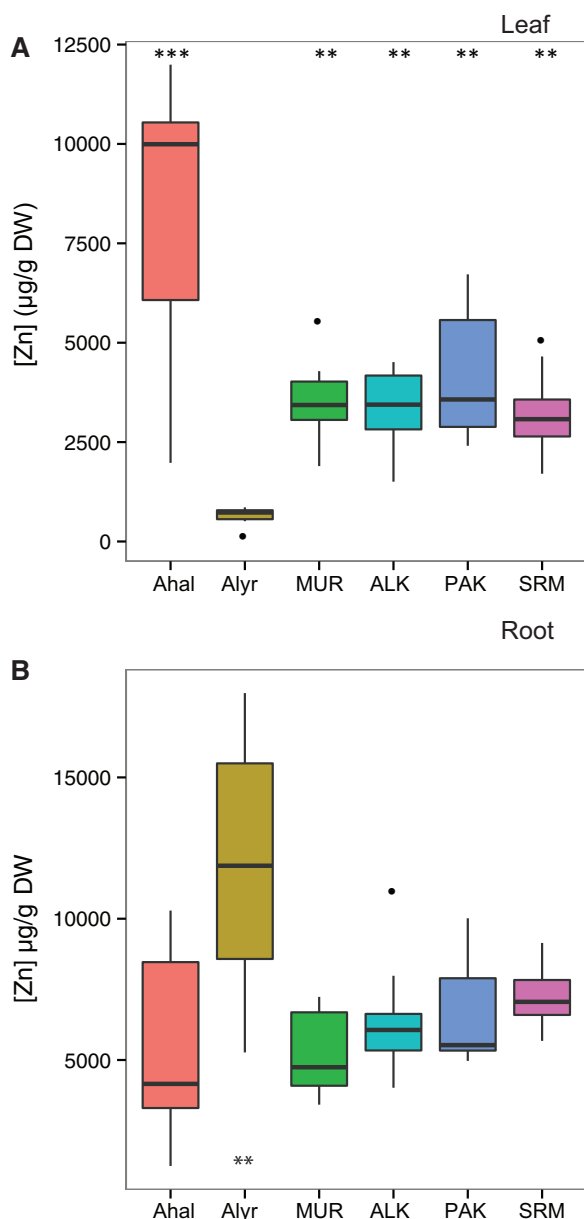 Leaf
A
*** ** ** ** **
[Zn] (µg/g DW)
12500
10000
7500
5000
2500
0
Ahal Alyr MUR ALK PAK SRM
Root
B
[Zn] µg/g DW
15000
10000
5000
**
Ahal Alyr MUR ALK PAK SRM